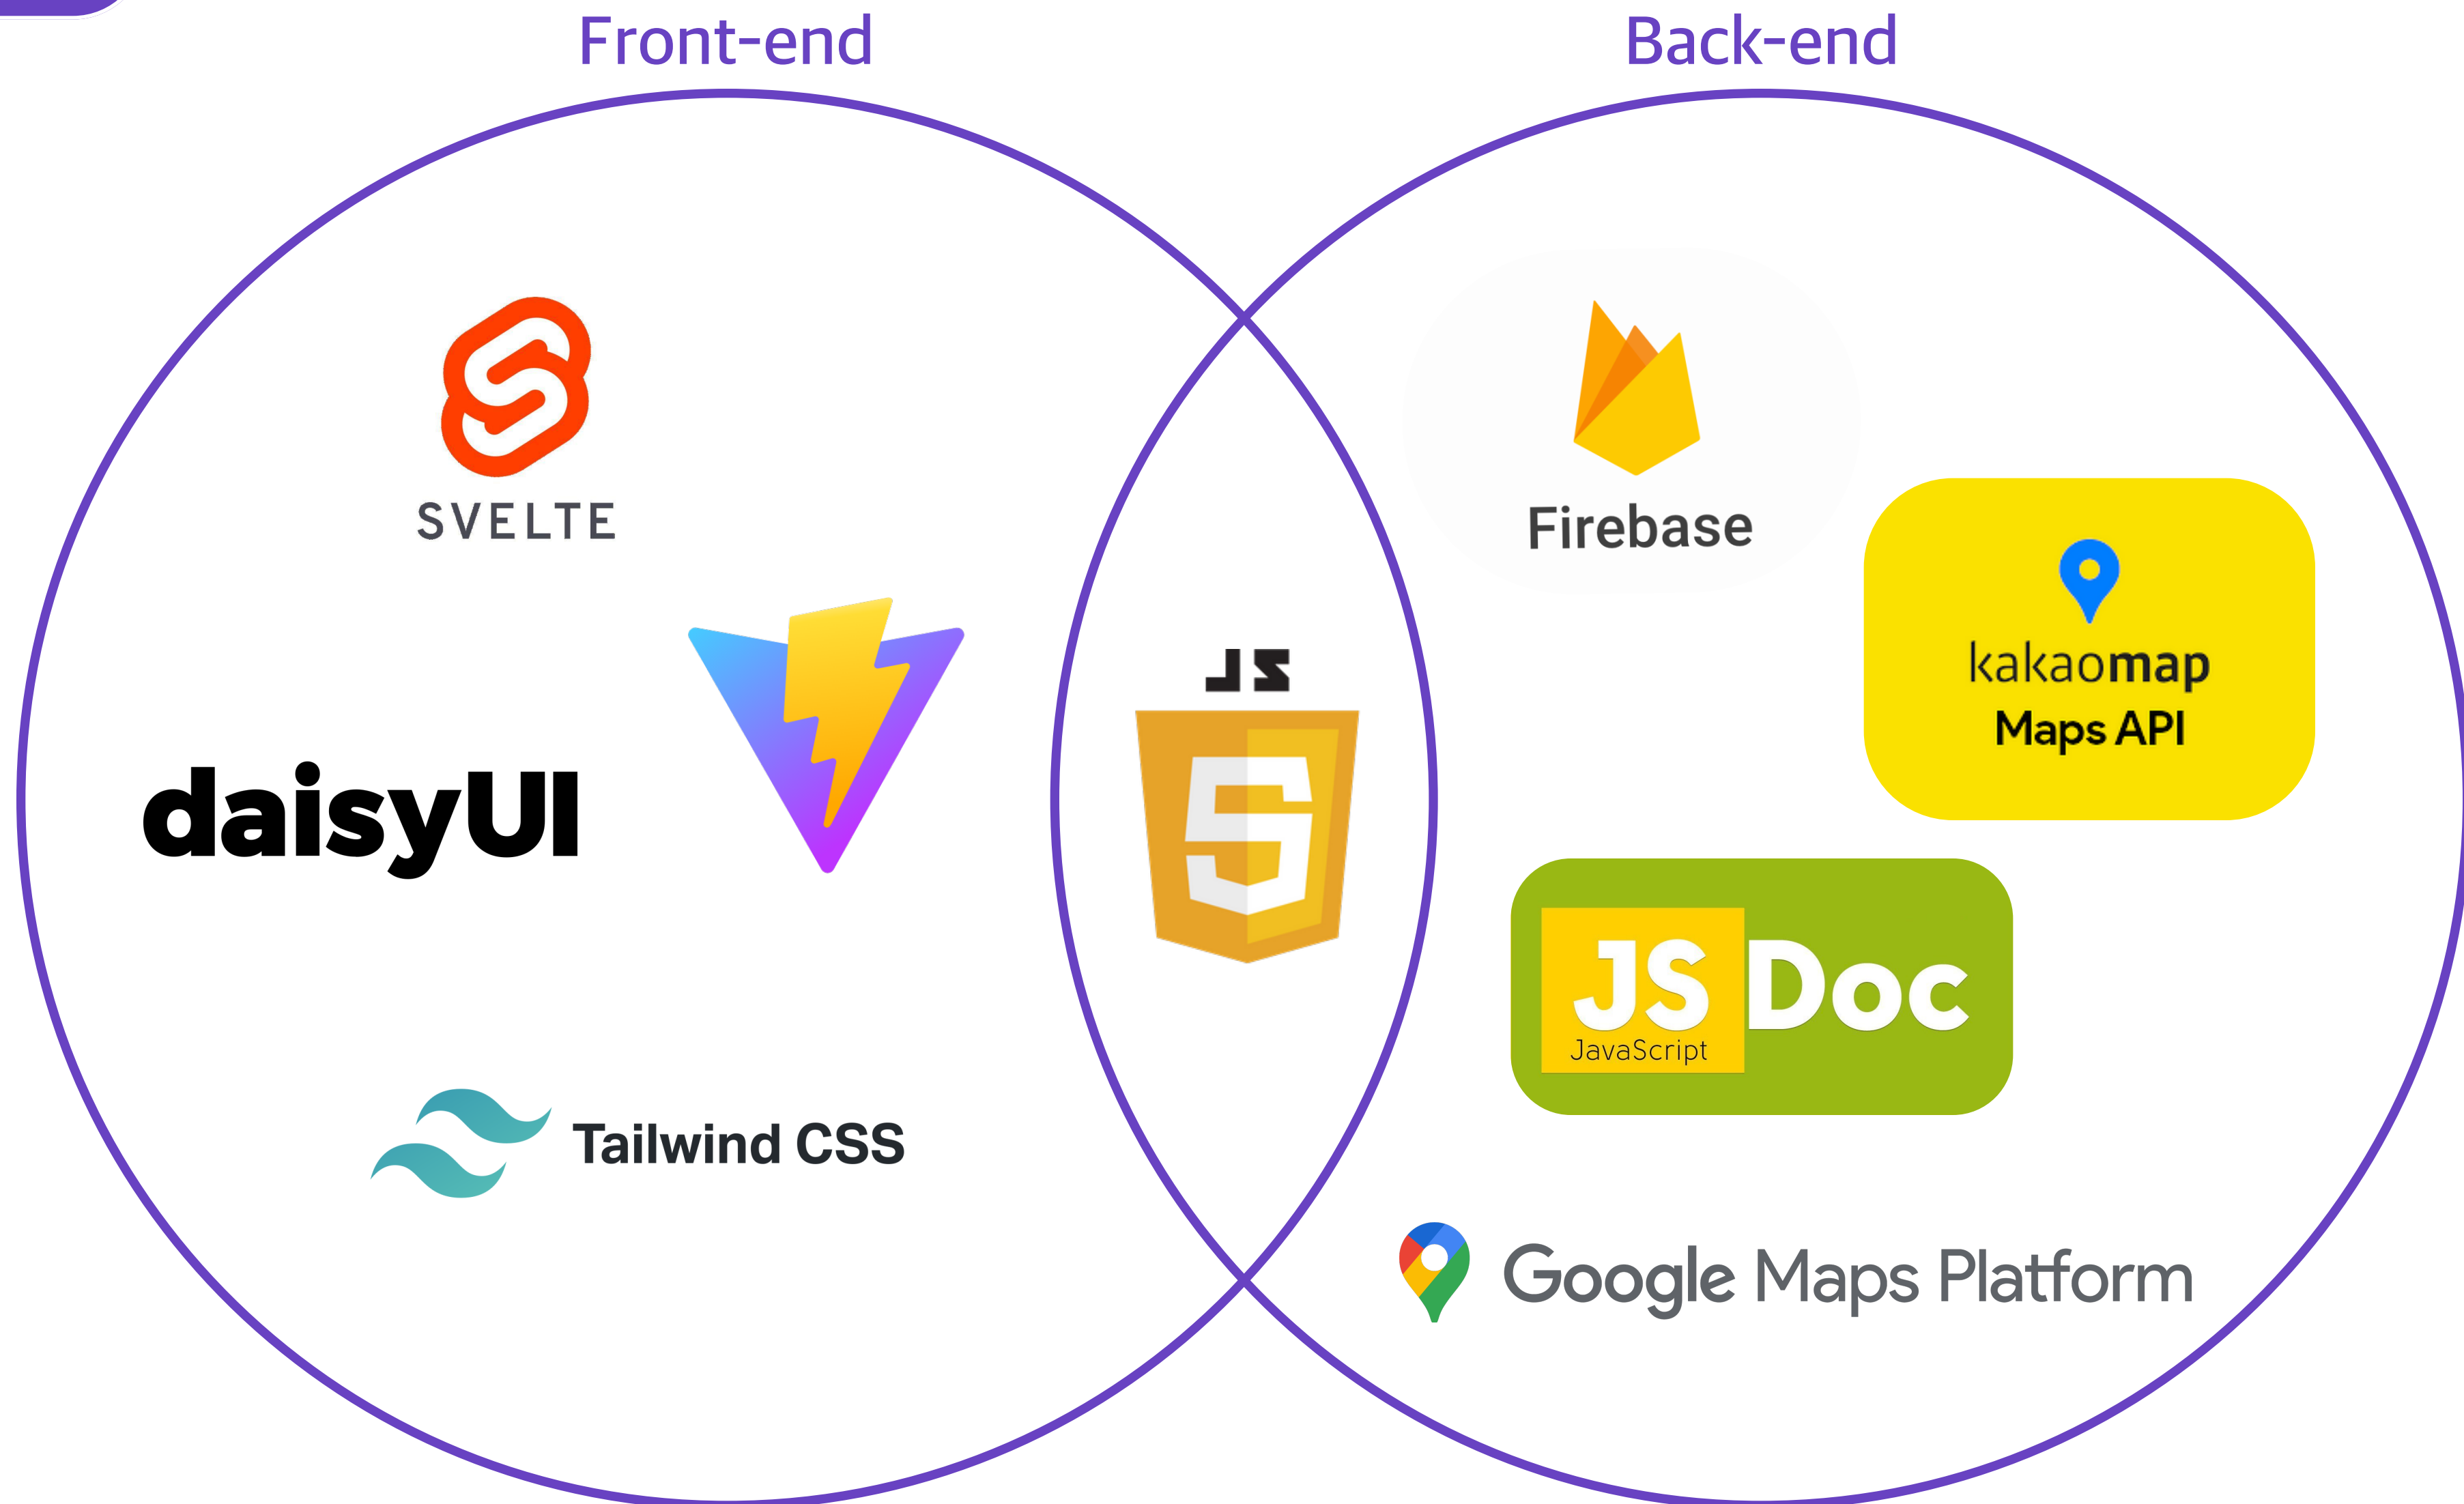 Front-end
Back-end
SVELTE
Firebase
kakaomap
Maps API
JS
daisyUI
JS Doc
JavaScript
Tailwind CSS
Google Maps Platform